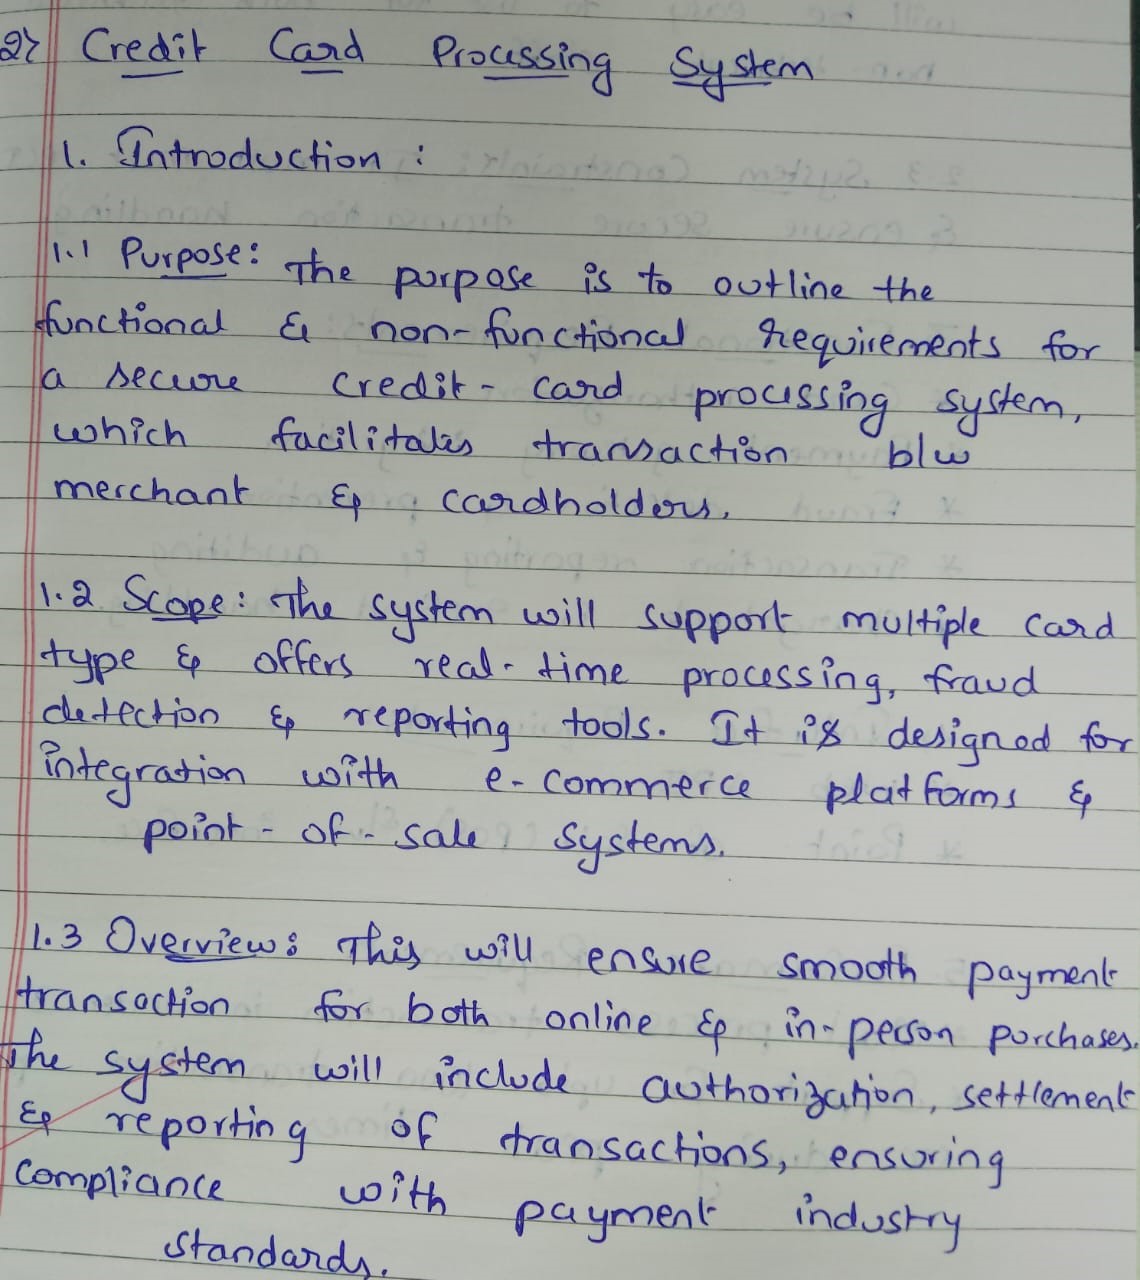 2) Credit Card Processing System
1. Introduction :
1.1 Purpose: The purpose is to outline the
functional & non-functional requirements for
a secure credit-card processing system,
which facilitates transaction b/w
merchant & cardholders.
1.2 Scope: The system will support multiple card
type & offers real-time processing, fraud
detection & reporting tools. It is designed for
integration with e-commerce platforms &
point-of-sale systems.
1.3 Overview: This will ensure smooth payment
transaction for both online & in-person purchases.
The system will include authorization, settlement
& reporting of transactions, ensuring
compliance with payment industry
standards.